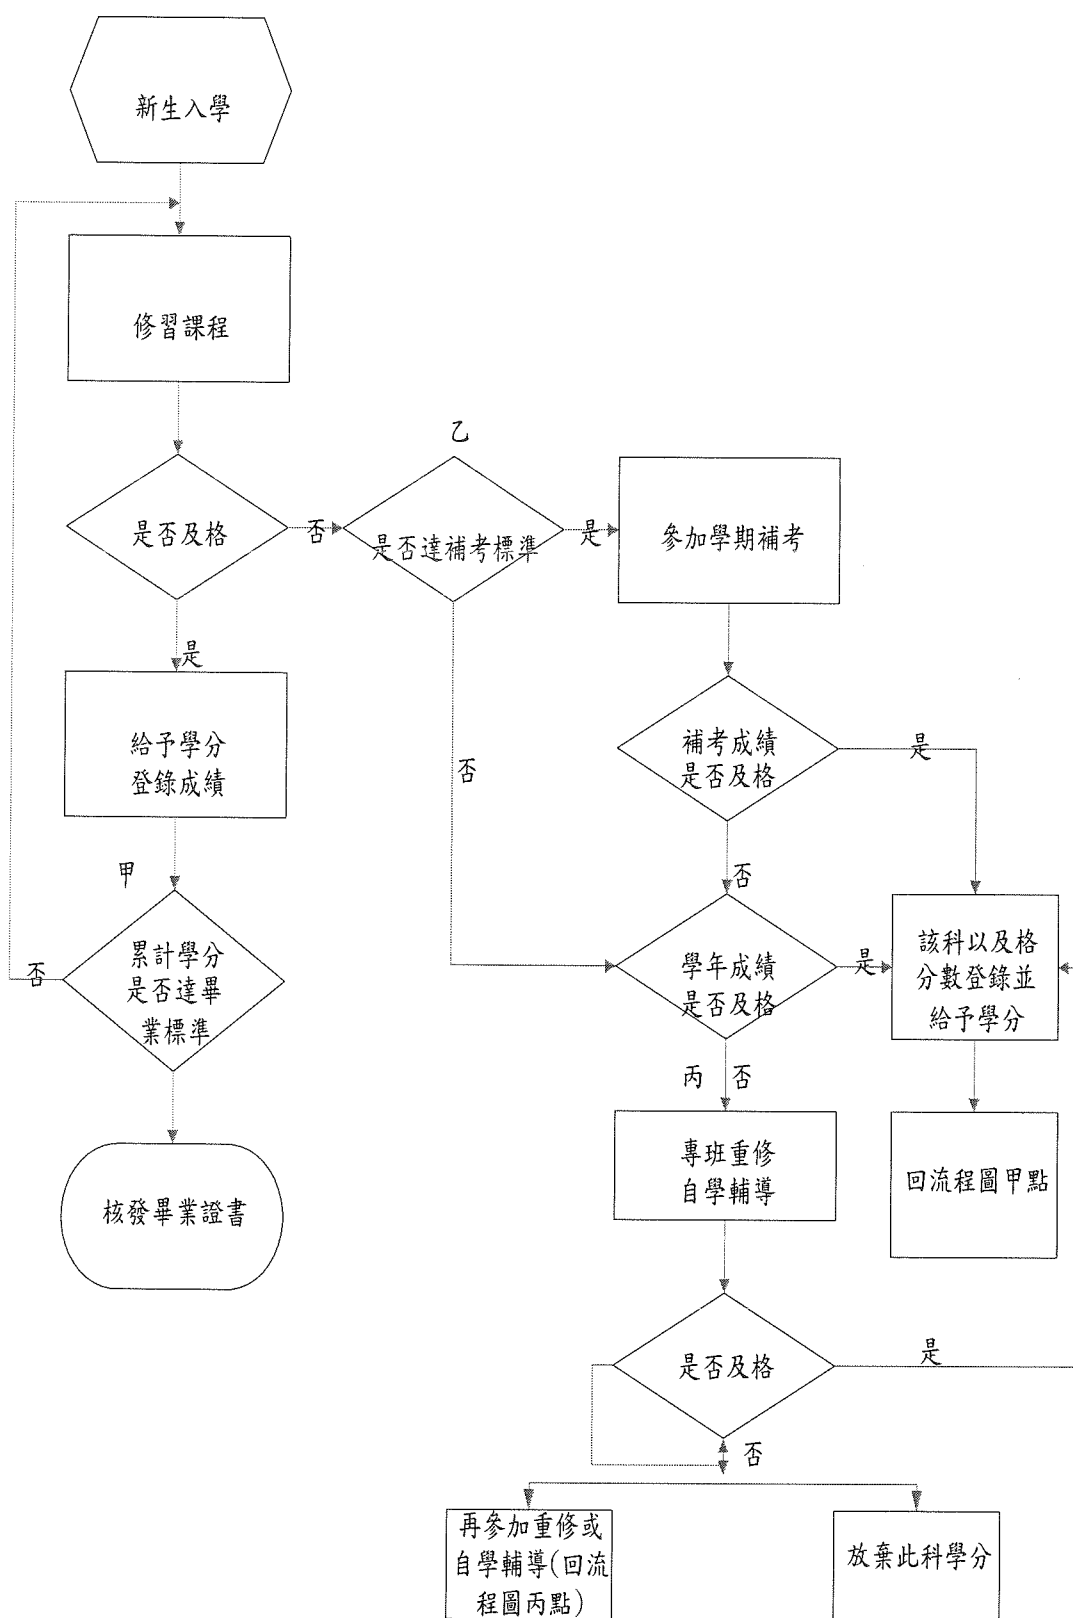 新生入學
修習課程
乙
是否及格
否
是否達補考標準
是
參加學期補考
是
給予學分
登錄成績
否
補考成績
是否及格
是
甲
否
累計學分
是否達畢
業標準
否
學年成績
是否及格
是
該科以及格
分數登錄並
給予學分
丙
否
專班重修
自學輔導
回流程圖甲點
核發畢業證書
是否及格
是
否
再參加重修或
自學輔導(回流
程圖丙點)
放棄此科學分